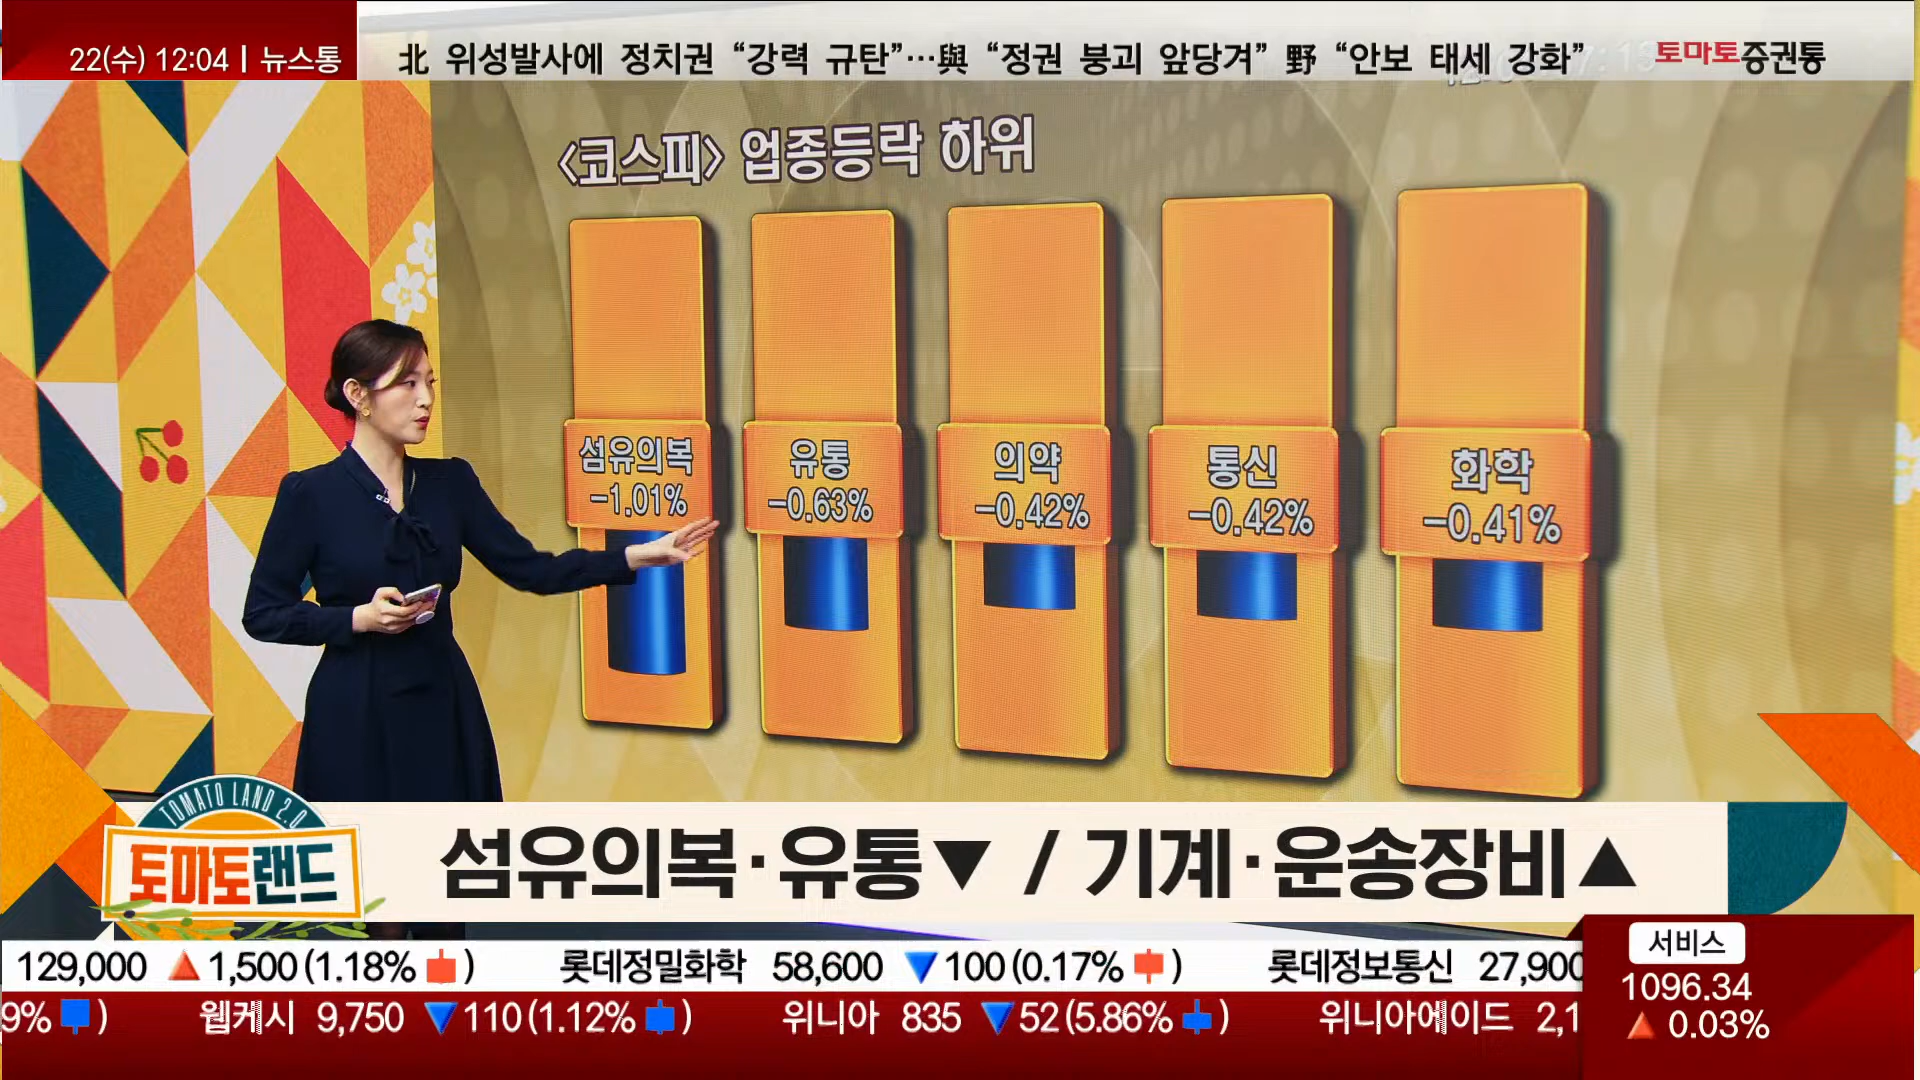 22(수) 12:04 | 뉴스통
北 위성발사에 정치권 “강력 규탄”…與 “정권 붕괴 앞당겨” 野 “안보 태세 강화”
토마토증권통
<코스피> 업종등락 하위
섬유의복 -1.01%
유통 -0.63%
의약 -0.42%
통신 -0.42%
화학 -0.41%
TOMATO LAND 2.0
토마토랜드
섬유의복·유통▼ / 기계·운송장비▲
129,000 ▲1,500(1.18% ) 롯데정밀화학 58,600 ▼100(0.17% ) 롯데정보통신 27,900
9% ) 웹케시 9,750 ▼110(1.12% ) 위니아 835 ▼52(5.86% ) 위니아에이드 2,1
서비스
1096.34
▲ 0.03%